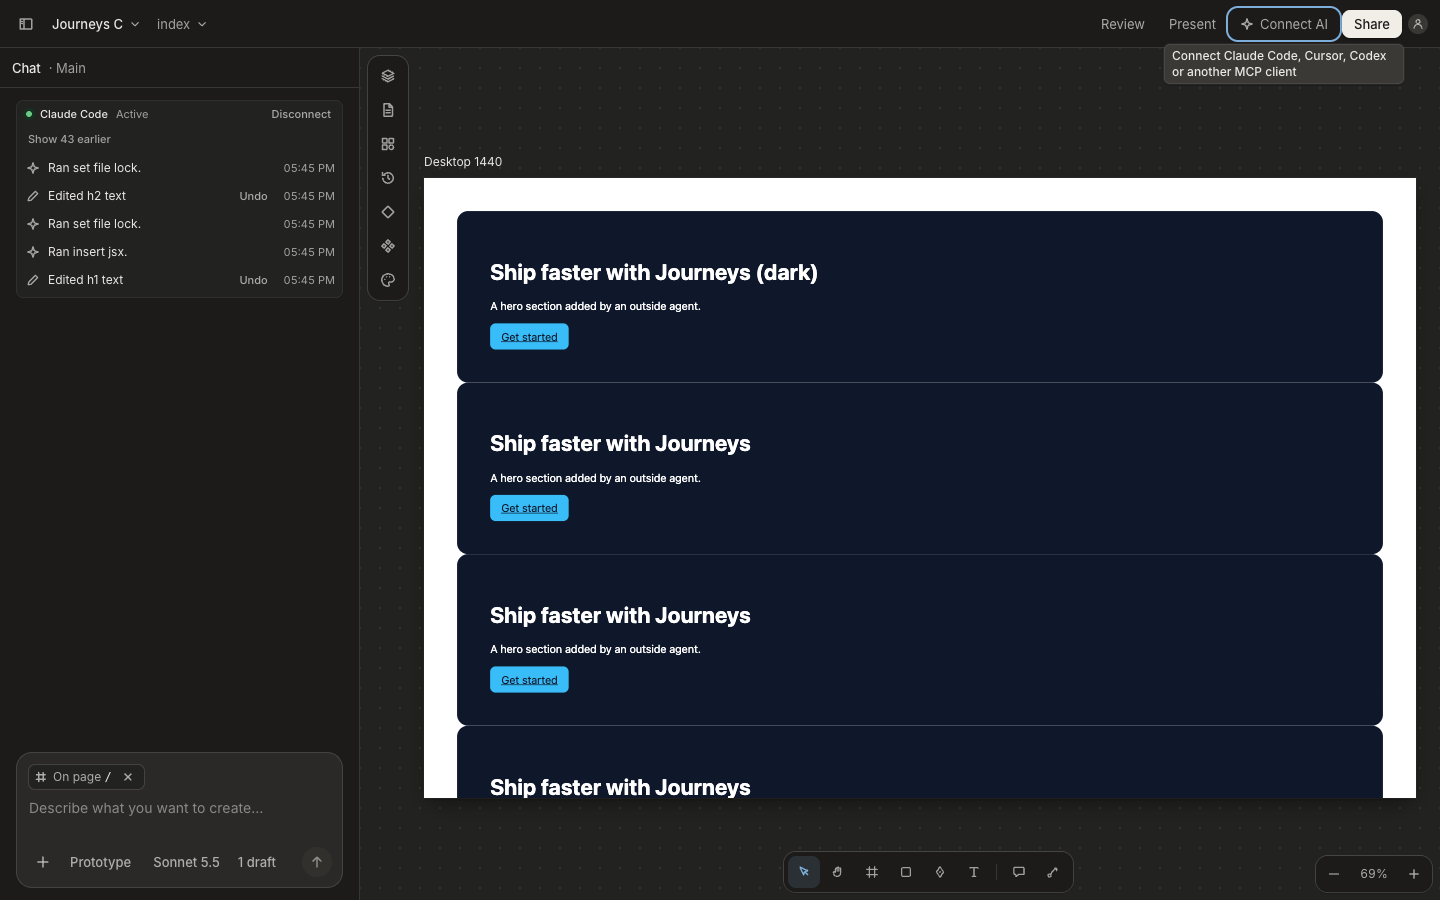 Journeys C
index
Review
Present
Connect AI
Share
Connect Claude Code, Cursor, Codex
or another MCP client
Chat · Main
Claude Code Active Disconnect
Show 43 earlier
Ran set file lock. 05:45 PM
Edited h2 text Undo 05:45 PM
Ran set file lock. 05:45 PM
Ran insert jsx. 05:45 PM
Edited h1 text Undo 05:45 PM
Desktop 1440
Ship faster with Journeys (dark)
A hero section added by an outside agent.
Get started
Ship faster with Journeys
A hero section added by an outside agent.
Get started
Ship faster with Journeys
A hero section added by an outside agent.
Get started
Ship faster with Journeys
On page /
Describe what you want to create...
Prototype Sonnet 5.5 1 draft
69%